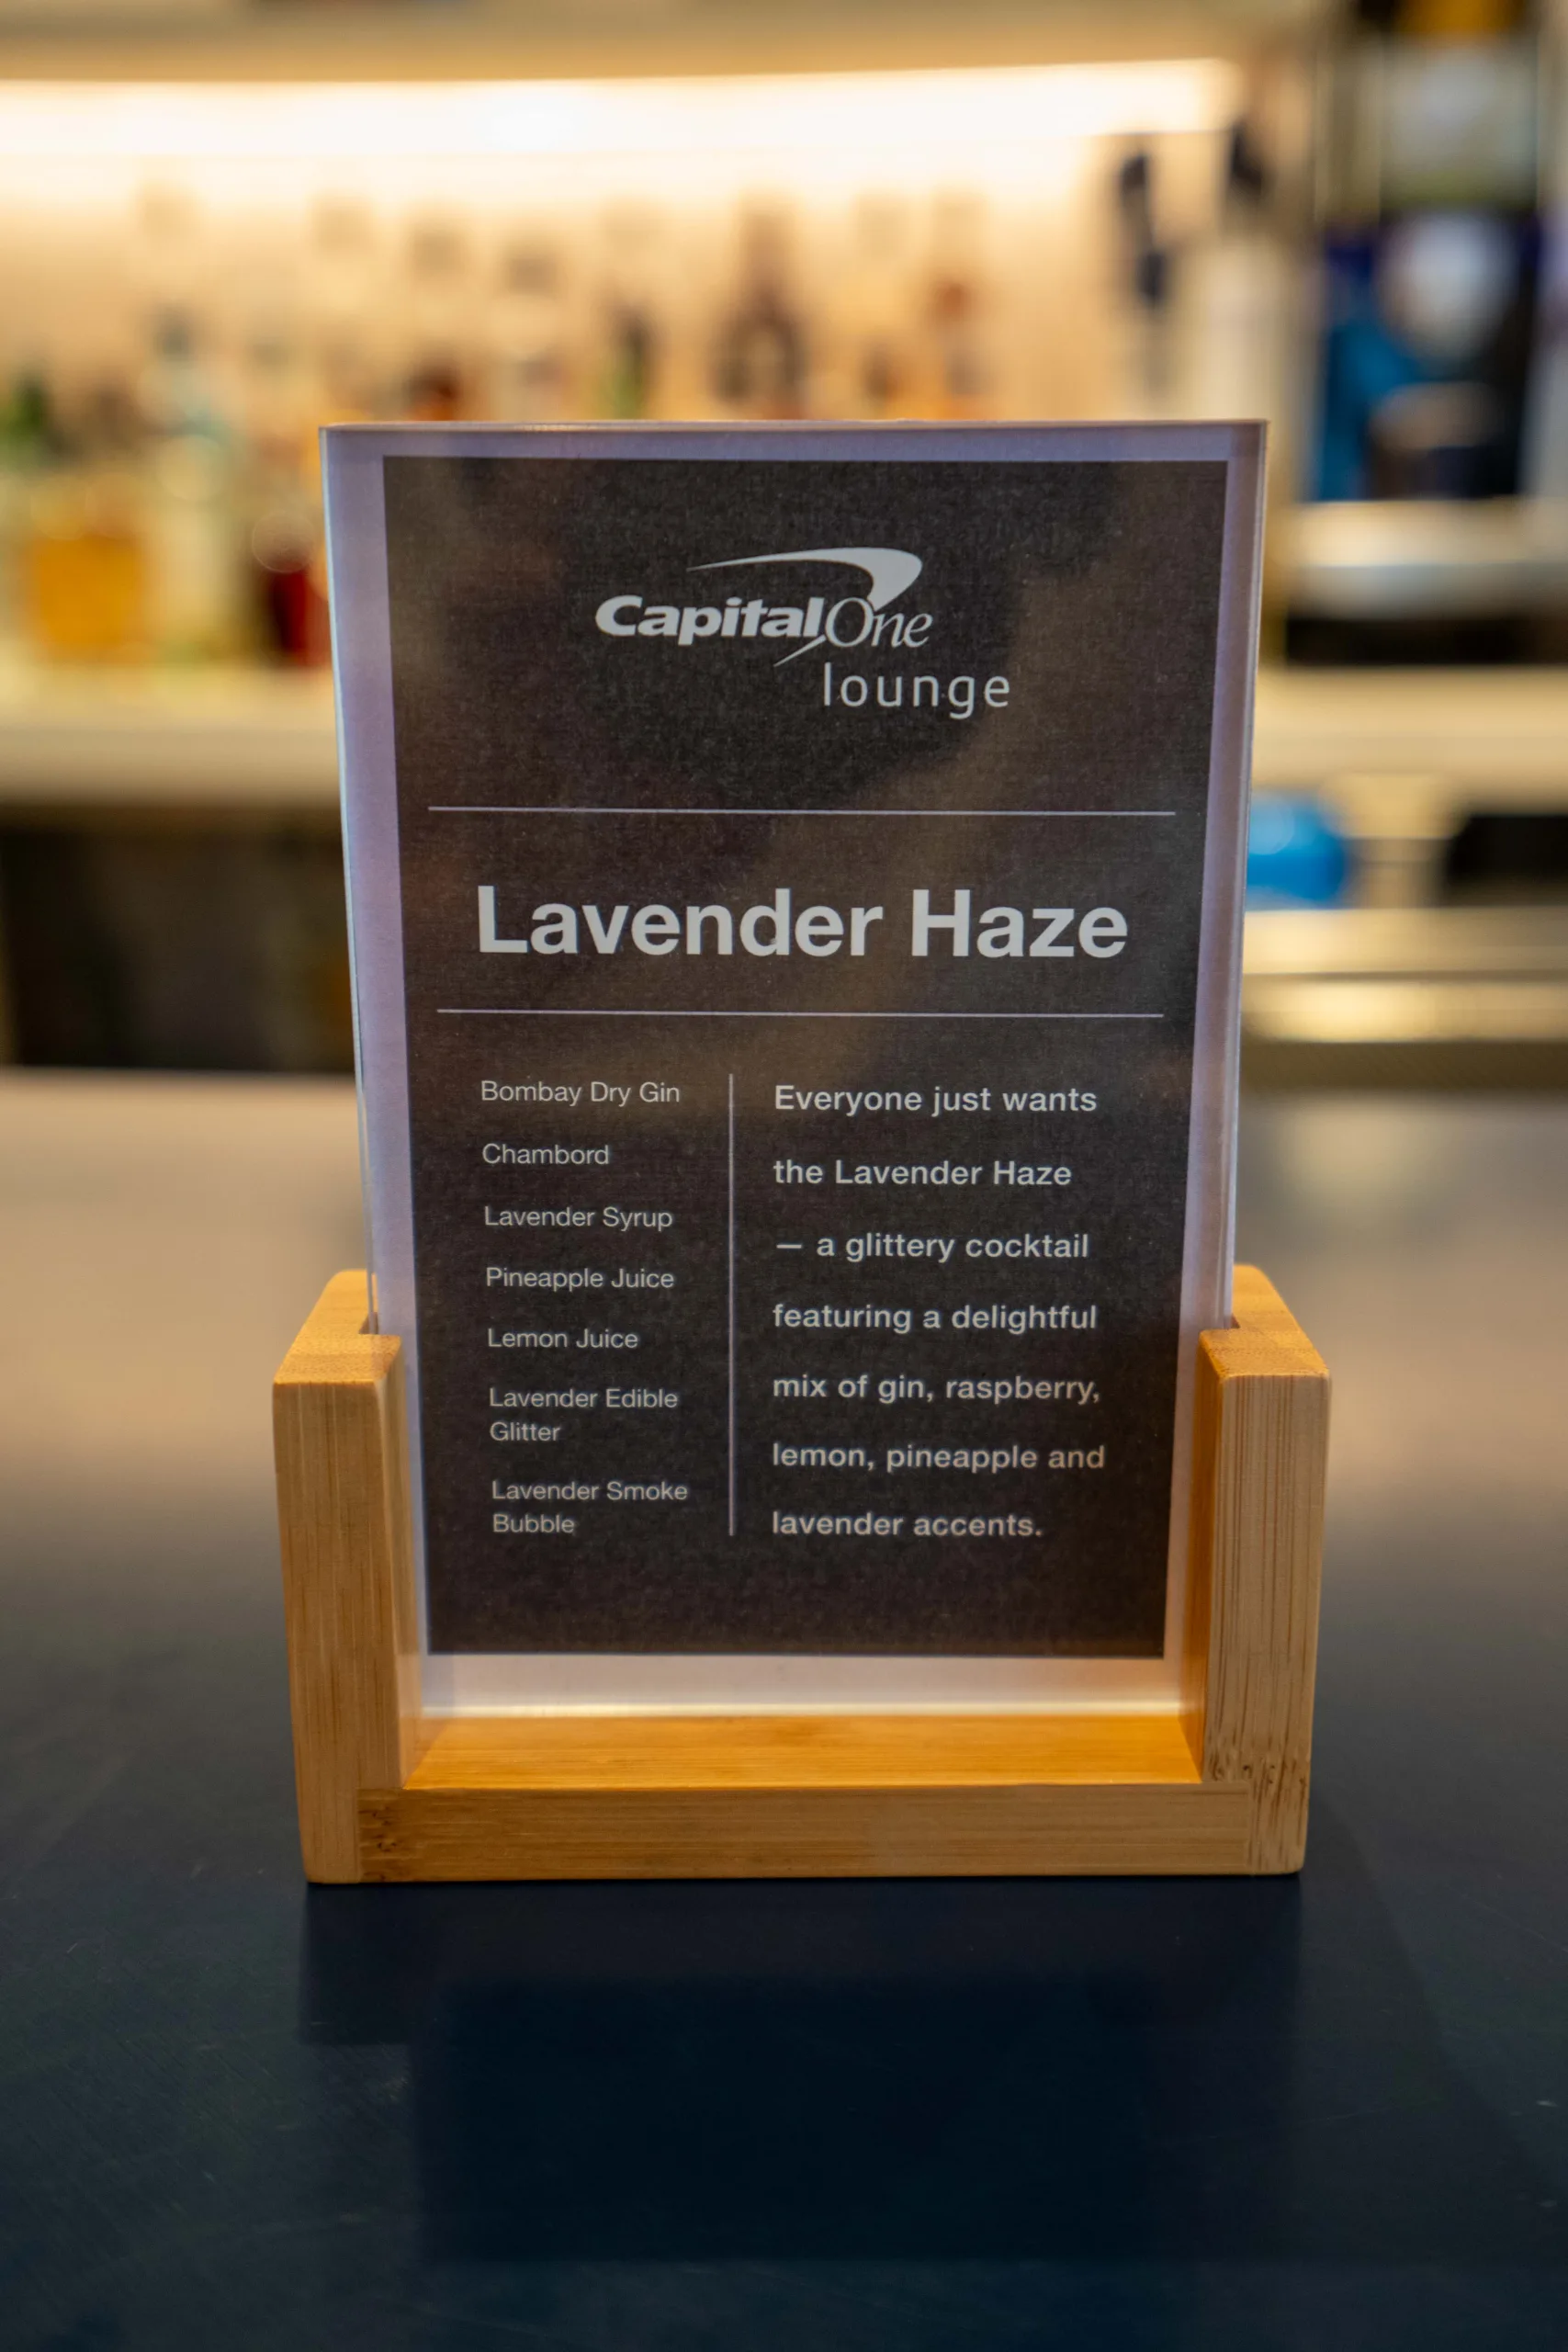 CapitalOne
lounge
Lavender Haze
Bombay Dry Gin
Chambord
Lavender Syrup
Pineapple Juice
Lemon Juice
Lavender Edible
Glitter
Lavender Smoke
Bubble
Everyone just wants
the Lavender Haze
— a glittery cocktail
featuring a delightful
mix of gin, raspberry,
lemon, pineapple and
lavender accents.